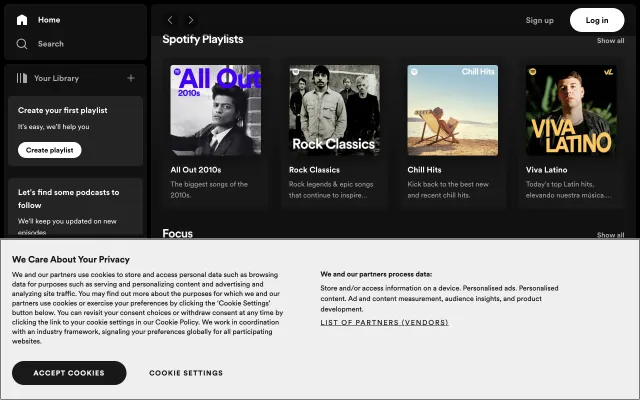 Home
Search
Your Library
Create your first playlist
It's easy, we'll help you
Create playlist
Let's find some podcasts to
follow
We'll keep you updated on new
episodes
Sign up
Log in
Spotify Playlists
Show all
All Out
2010s
All Out 2010s
The biggest songs of the
2010s.
Rock Classics
Rock Classics
Rock legends & epic songs
that continue to inspire...
Chill Hits
Chill Hits
Kick back to the best new
and recent chill hits.
VIVA
LATINO
Viva Latino
Today's top Latin hits,
elevando nuestra música....
Focus
Show all
We Care About Your Privacy
We and our partners use cookies to store and access personal data such as browsing
data for purposes such as serving and personalizing content and advertising and
analyzing site traffic. You may find out more about the purposes for which we and our
partners use cookies or exercise your preferences by clicking the 'Cookie Settings'
button below. You can revisit your consent choices or withdraw consent at any time by
clicking the link to your cookie settings in our Cookie Policy. We work in coordination
with an industry framework, signaling your preferences globally for all participating
websites.
We and our partners process data:
Store and/or access information on a device. Personalised ads. Personalised
content. Ad and content measurement, audience insights, and product
development.
LIST OF PARTNERS (VENDORS)
ACCEPT COOKIES
COOKIE SETTINGS